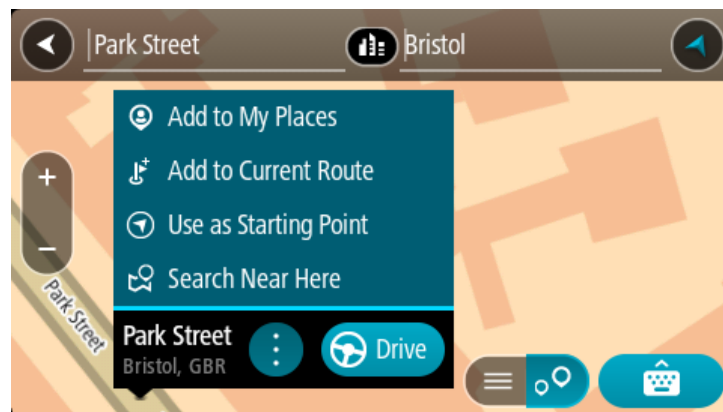 Park Street
Bristol
Add to My Places
Add to Current Route
Use as Starting Point
Search Near Here
Park Street
Park Street
Bristol, GBR
Drive